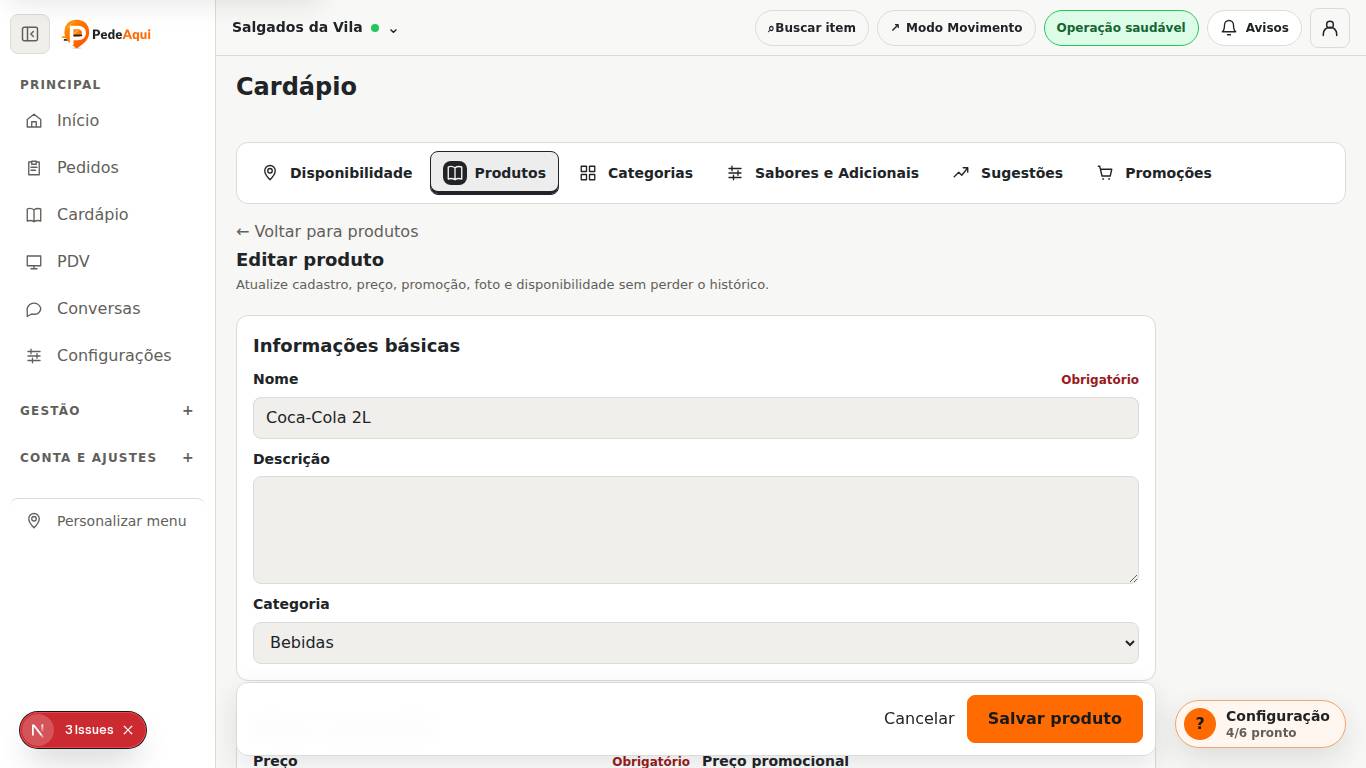 PedeAqui
Salgados da Vila
Buscar item
Modo Movimento
Operação saudável
Avisos
PRINCIPAL
Início
Pedidos
Cardápio
PDV
Conversas
Configurações
GESTÃO +
CONTA E AJUSTES +
Personalizar menu
3 Issues
Cardápio
Disponibilidade
Produtos
Categorias
Sabores e Adicionais
Sugestões
Promoções
← Voltar para produtos
Editar produto
Atualize cadastro, preço, promoção, foto e disponibilidade sem perder o histórico.
Informações básicas
Nome
Obrigatório
Coca-Cola 2L
Descrição
Categoria
Bebidas
Cancelar
Salvar produto
Preço
Obrigatório
Preço promocional
?
Configuração
4/6 pronto